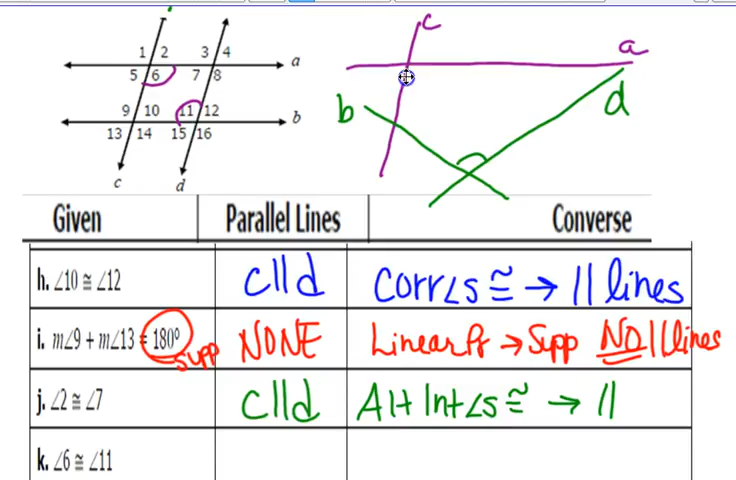 c
1 2 3 4 a a
5 6 7 8
b d
9 10 11 12 b
13 14 15 16
c d
Given Parallel Lines Converse
h. ∠10 ≅ ∠12 c||d Corr∠s ≅ → || lines
i. m∠9 + m∠13 = 180° supp NONE Linear Pr → Supp NO || lines
j. ∠2 ≅ ∠7 c||d Alt Int ∠s ≅ → ||
k. ∠6 ≅ ∠11